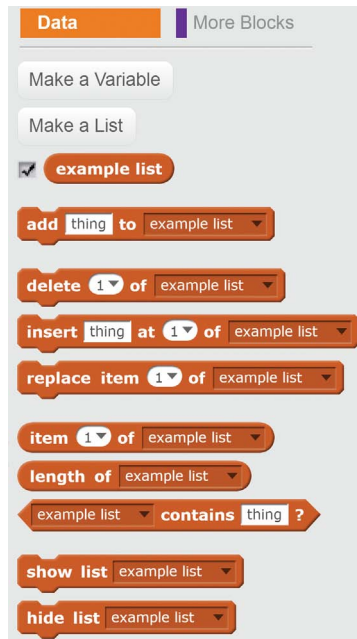 Data More Blocks
Make a Variable
Make a List
example list
add thing to example list
delete 1 of example list
insert thing at 1 of example list
replace item 1 of example list
item 1 of example list
length of example list
example list contains thing ?
show list example list
hide list example list